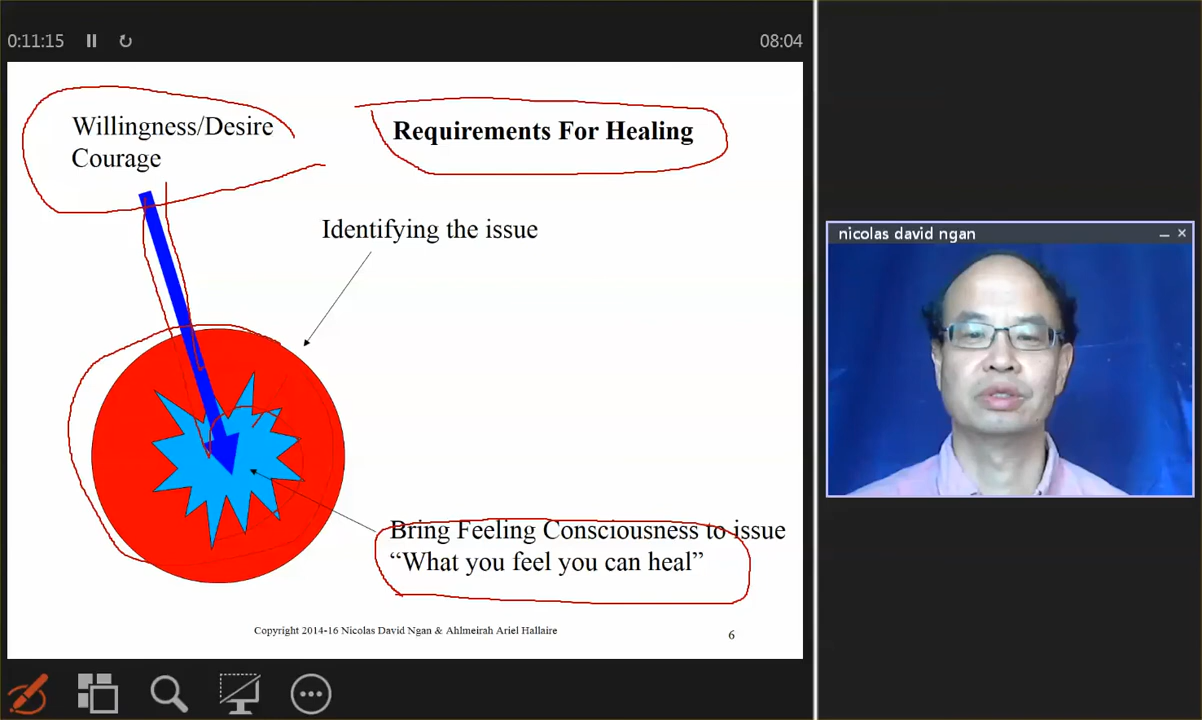 0:11:15
08:04
Willingness/Desire
Courage
Requirements For Healing
Identifying the issue
nicolas david ngan
Bring Feeling Consciousness to issue
“What you feel you can heal”
Copyright 2014-16 Nicolas David Ngan & Ahlmeirah Ariel Hallaire
6